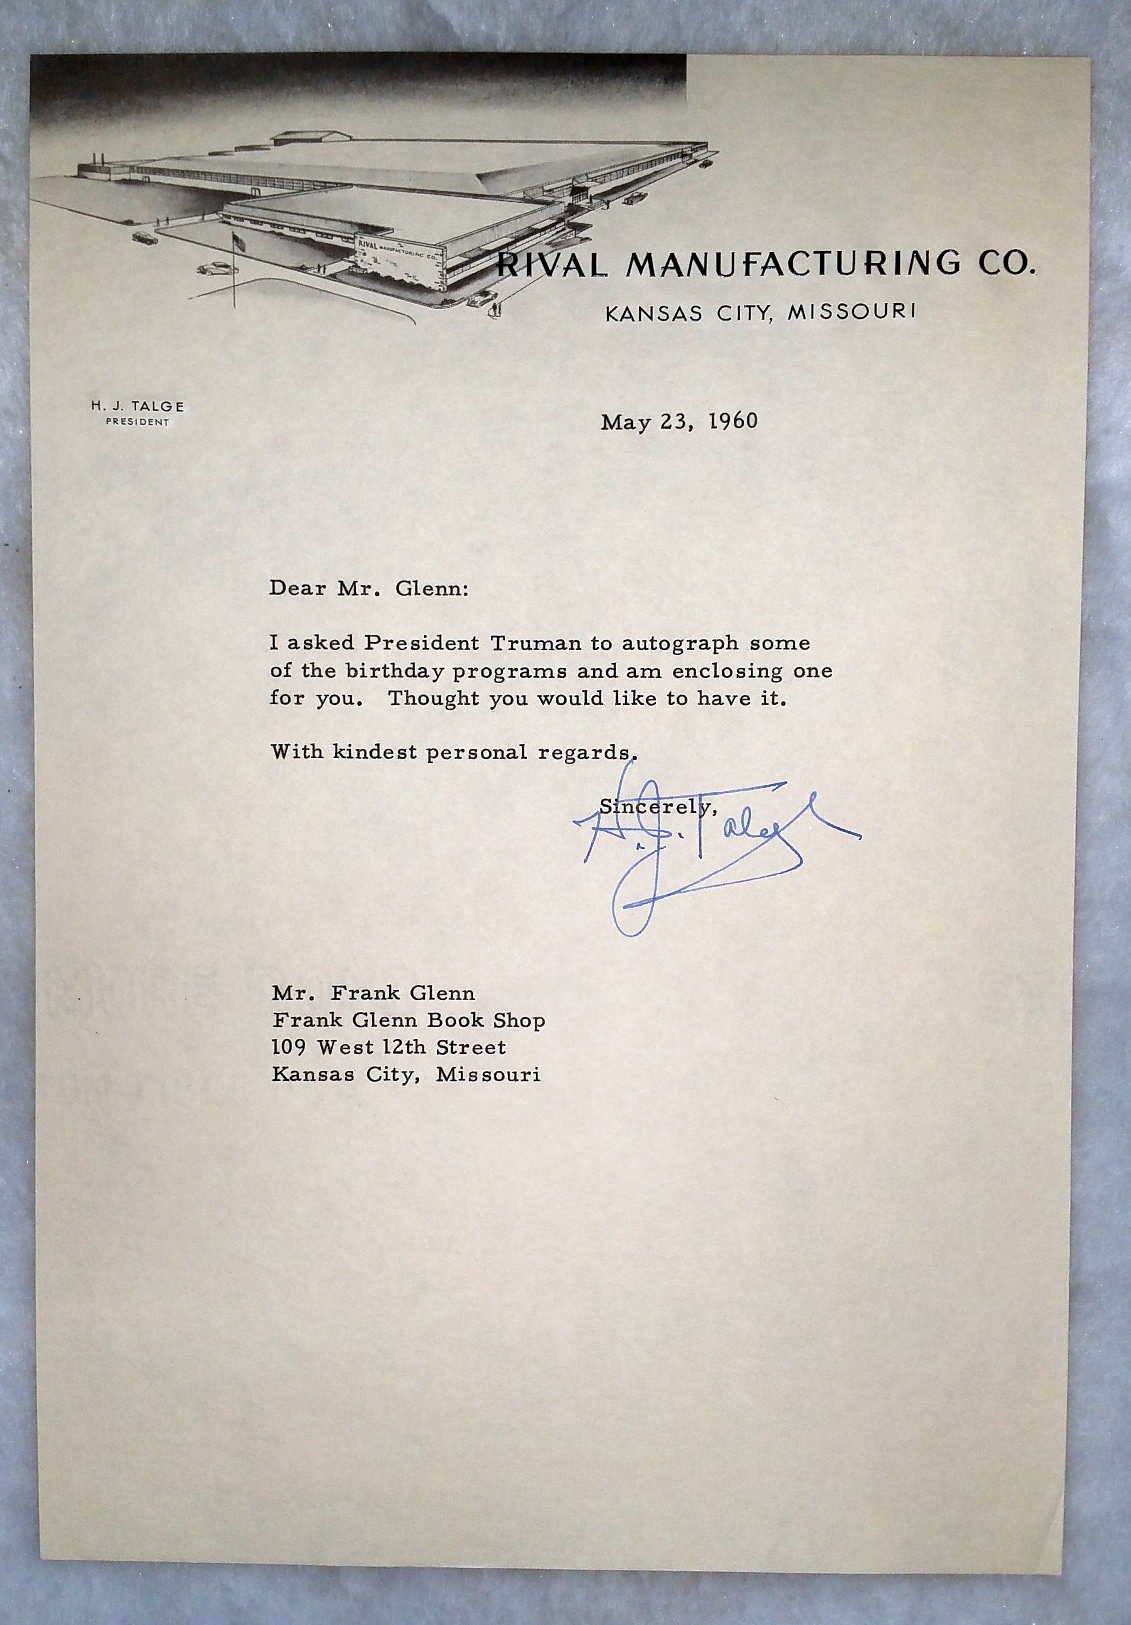 RIVAL MANUFACTURING CO.
RIVAL MANUFACTURING CO.
KANSAS CITY, MISSOURI
H. J. TALGE
PRESIDENT
May 23, 1960
Dear Mr. Glenn:
I asked President Truman to autograph some
of the birthday programs and am enclosing one
for you. Thought you would like to have it.
With kindest personal regards.
Sincerely,
H. J. Talge
Mr. Frank Glenn
Frank Glenn Book Shop
109 West 12th Street
Kansas City, Missouri